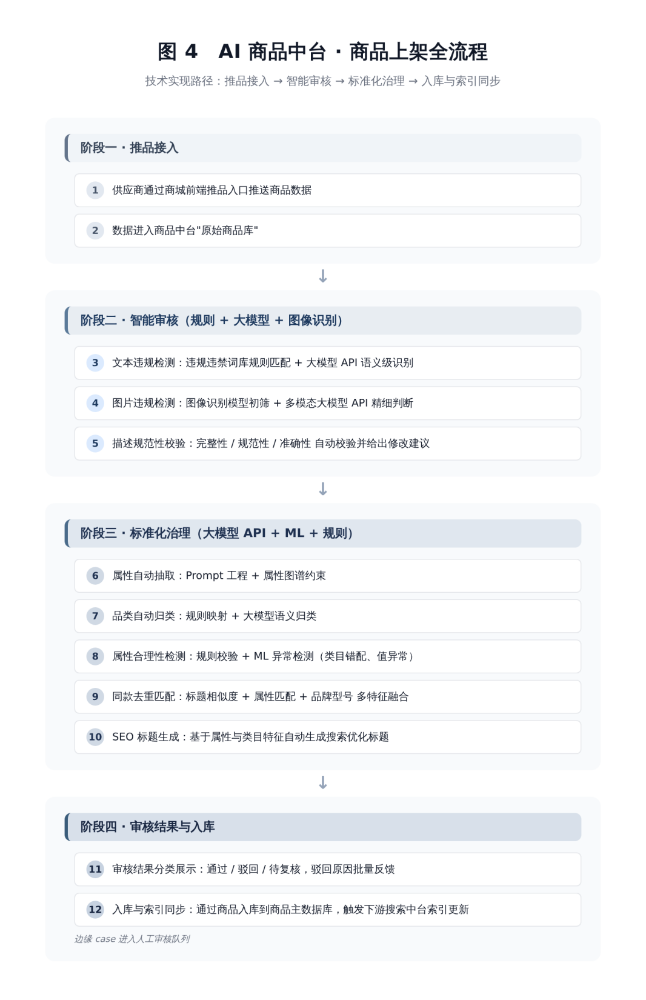 图 4 AI 商品中台 · 商品上架全流程
技术实现路径：推品接入 → 智能审核 → 标准化治理 → 入库与索引同步
阶段一 · 推品接入
1 供应商通过商城前端推品入口推送商品数据
2 数据进入商品中台"原始商品库"
↓
阶段二 · 智能审核（规则 + 大模型 + 图像识别）
3 文本违规检测：违规违禁词库规则匹配 + 大模型 API 语义级识别
4 图片违规检测：图像识别模型初筛 + 多模态大模型 API 精细判断
5 描述规范性校验：完整性 / 规范性 / 准确性 自动校验并给出修改建议
↓
阶段三 · 标准化治理（大模型 API + ML + 规则）
6 属性自动抽取：Prompt 工程 + 属性图谱约束
7 品类自动归类：规则映射 + 大模型语义归类
8 属性合理性检测：规则校验 + ML 异常检测（类目错配、值异常）
9 同款去重匹配：标题相似度 + 属性匹配 + 品牌型号 多特征融合
10 SEO 标题生成：基于属性与类目特征自动生成搜索优化标题
↓
阶段四 · 审核结果与入库
11 审核结果分类展示：通过 / 驳回 / 待复核，驳回原因批量反馈
12 入库与索引同步：通过商品入库到商品主数据库，触发下游搜索中台索引更新
边缘 case 进入人工审核队列